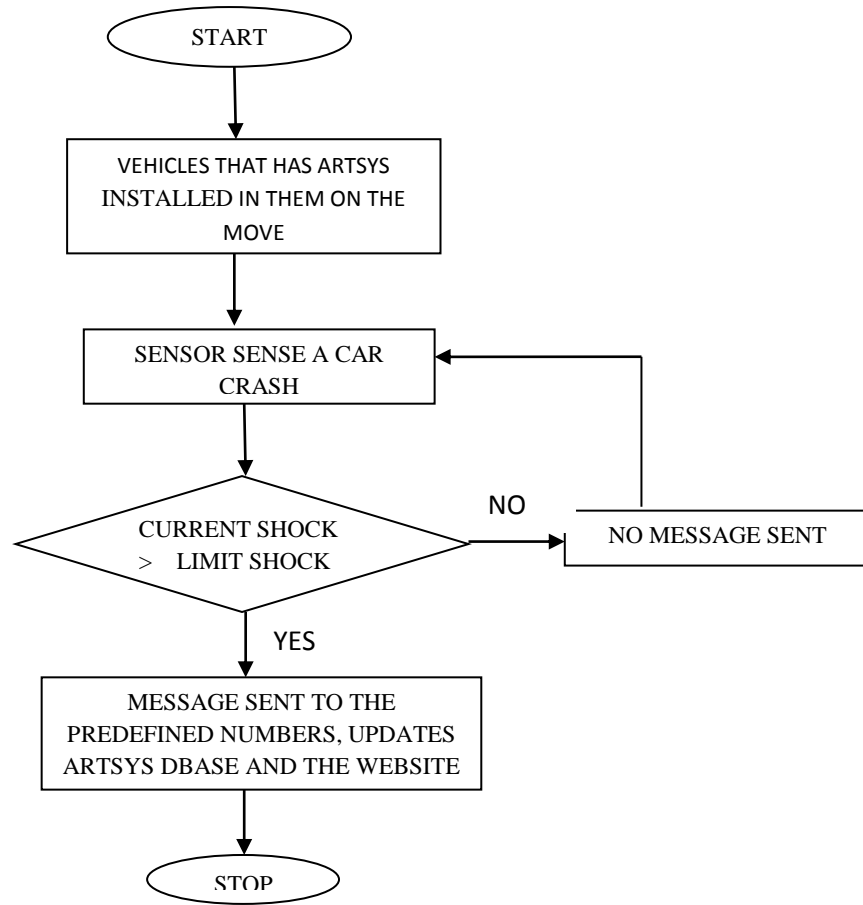 START
VEHICLES THAT HAS ARTSYS
INSTALLED IN THEM ON THE
MOVE
SENSOR SENSE A CAR
CRASH
CURRENT SHOCK
> LIMIT SHOCK
NO
NO MESSAGE SENT
YES
MESSAGE SENT TO THE
PREDEFINED NUMBERS, UPDATES
ARTSYS DBASE AND THE WEBSITE
STOP